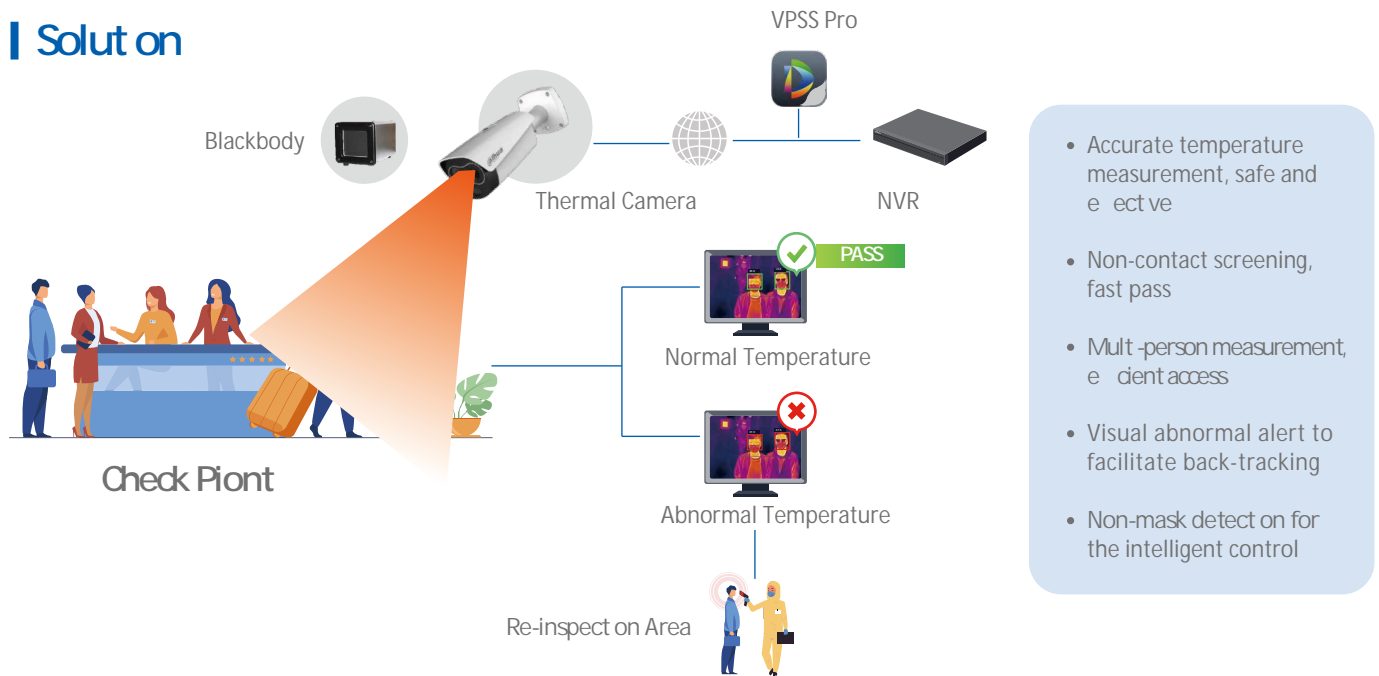 Solut on
VPSS Pro
Blackbody
Thermal Camera
NVR
PASS
Normal Temperature
Check Piont
Abnormal Temperature
Re-inspect on Area
• Accurate temperature
measurement, safe and
e ect ve
• Non-contact screening,
fast pass
• Mult -person measurement,
e cient access
• Visual abnormal alert to
facilitate back-tracking
• Non-mask detect on for
the intelligent control